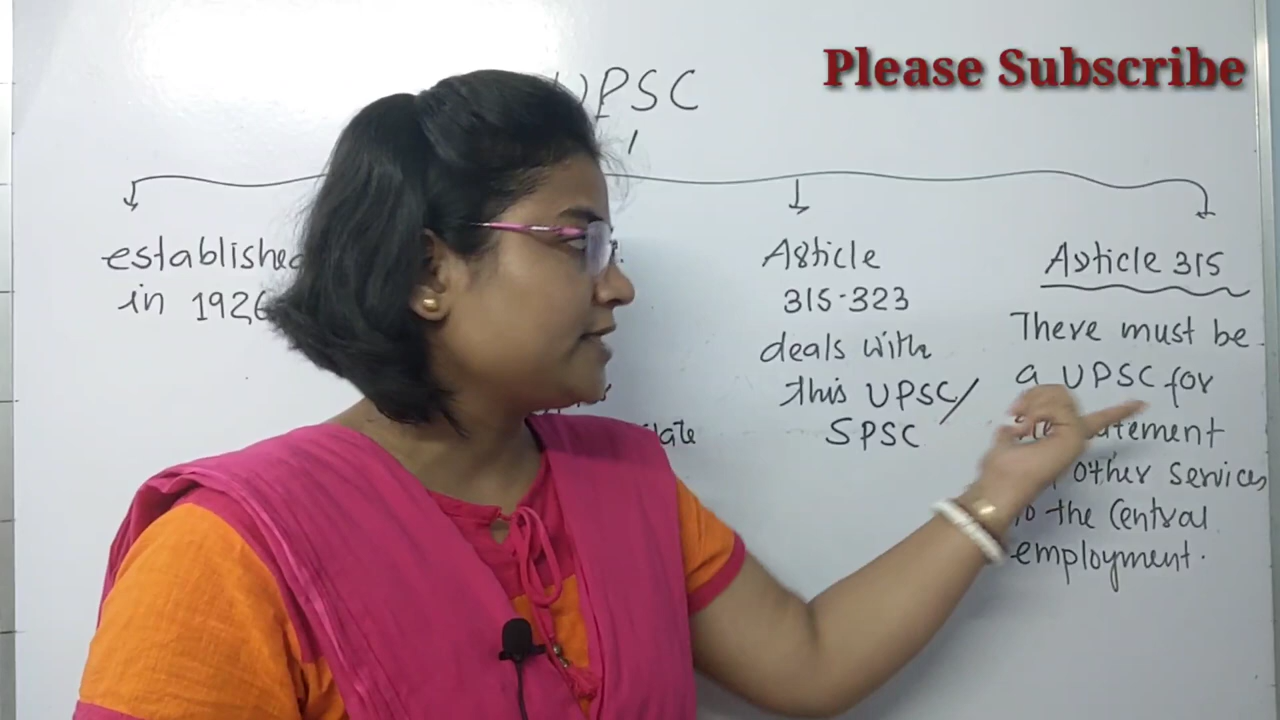 Please Subscribe
UPSC
established
in 1926
Article
315-323
deals with
this UPSC/
SPSC
Article 315
There must be
a UPSC for
other services
to the Central
employment.